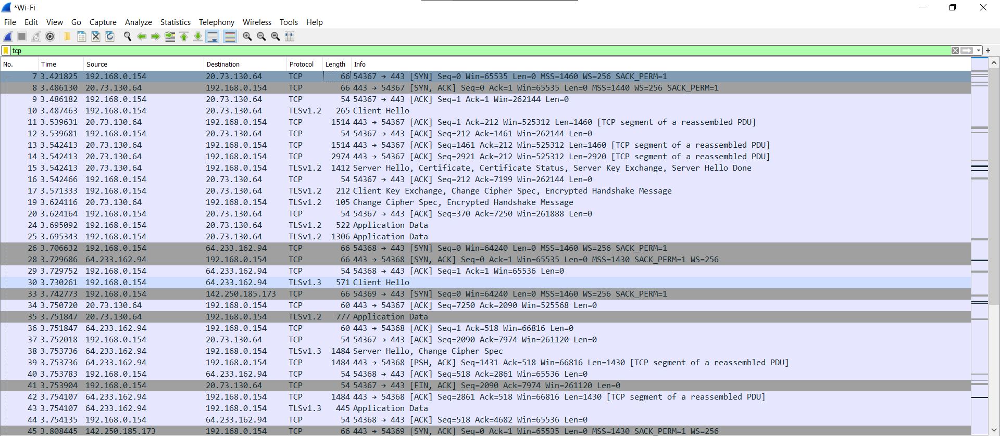 *Wi-Fi
File Edit View Go Capture Analyze Statistics Telephony Wireless Tools Help
tcp
No. Time Source Destination Protocol Length Info
7 3.421825 192.168.0.154 20.73.130.64 TCP 66 54367 → 443 [SYN] Seq=0 Win=65535 Len=0 MSS=1460 WS=256 SACK_PERM=1
8 3.486130 20.73.130.64 192.168.0.154 TCP 66 443 → 54367 [SYN, ACK] Seq=0 Ack=1 Win=65535 Len=0 MSS=1440 WS=256 SACK_PERM=1
9 3.486182 192.168.0.154 20.73.130.64 TCP 54 54367 → 443 [ACK] Seq=1 Ack=1 Win=262144 Len=0
10 3.487463 192.168.0.154 20.73.130.64 TLSv1.2 265 Client Hello
11 3.539631 20.73.130.64 192.168.0.154 TCP 1514 443 → 54367 [ACK] Seq=1 Ack=212 Win=525312 Len=1460 [TCP segment of a reassembled PDU]
12 3.539681 192.168.0.154 20.73.130.64 TCP 54 54367 → 443 [ACK] Seq=212 Ack=1461 Win=262144 Len=0
13 3.542413 20.73.130.64 192.168.0.154 TCP 1514 443 → 54367 [ACK] Seq=1461 Ack=212 Win=525312 Len=1460 [TCP segment of a reassembled PDU]
14 3.542413 20.73.130.64 192.168.0.154 TCP 2974 443 → 54367 [ACK] Seq=2921 Ack=212 Win=525312 Len=2920 [TCP segment of a reassembled PDU]
15 3.542413 20.73.130.64 192.168.0.154 TLSv1.2 1412 Server Hello, Certificate, Certificate Status, Server Key Exchange, Server Hello Done
16 3.542466 192.168.0.154 20.73.130.64 TCP 54 54367 → 443 [ACK] Seq=212 Ack=7199 Win=262144 Len=0
17 3.571333 192.168.0.154 20.73.130.64 TLSv1.2 212 Client Key Exchange, Change Cipher Spec, Encrypted Handshake Message
19 3.624116 20.73.130.64 192.168.0.154 TLSv1.2 105 Change Cipher Spec, Encrypted Handshake Message
20 3.624164 192.168.0.154 20.73.130.64 TCP 54 54367 → 443 [ACK] Seq=370 Ack=7250 Win=261888 Len=0
24 3.695092 192.168.0.154 20.73.130.64 TLSv1.2 522 Application Data
25 3.695343 192.168.0.154 20.73.130.64 TLSv1.2 1306 Application Data
26 3.706632 192.168.0.154 64.233.162.94 TCP 66 54368 → 443 [SYN] Seq=0 Win=64240 Len=0 MSS=1460 WS=256 SACK_PERM=1
28 3.729686 64.233.162.94 192.168.0.154 TCP 66 443 → 54368 [SYN, ACK] Seq=0 Ack=1 Win=65535 Len=0 MSS=1430 SACK_PERM=1 WS=256
29 3.729752 192.168.0.154 64.233.162.94 TCP 54 54368 → 443 [ACK] Seq=1 Ack=1 Win=65536 Len=0
30 3.730261 192.168.0.154 64.233.162.94 TLSv1.3 571 Client Hello
33 3.742773 192.168.0.154 142.250.185.173 TCP 66 54369 → 443 [SYN] Seq=0 Win=64240 Len=0 MSS=1460 WS=256 SACK_PERM=1
34 3.750720 20.73.130.64 192.168.0.154 TCP 60 443 → 54367 [ACK] Seq=7250 Ack=2090 Win=525568 Len=0
35 3.751847 20.73.130.64 192.168.0.154 TLSv1.2 777 Application Data
36 3.751847 64.233.162.94 192.168.0.154 TCP 60 443 → 54368 [ACK] Seq=1 Ack=518 Win=66816 Len=0
37 3.752018 192.168.0.154 20.73.130.64 TCP 54 54367 → 443 [ACK] Seq=2090 Ack=7974 Win=261120 Len=0
38 3.753736 64.233.162.94 192.168.0.154 TLSv1.3 1484 Server Hello, Change Cipher Spec
39 3.753736 64.233.162.94 192.168.0.154 TCP 1484 443 → 54368 [PSH, ACK] Seq=1431 Ack=518 Win=66816 Len=1430 [TCP segment of a reassembled PDU]
40 3.753783 192.168.0.154 64.233.162.94 TCP 54 54368 → 443 [ACK] Seq=518 Ack=2861 Win=65536 Len=0
41 3.753904 192.168.0.154 20.73.130.64 TCP 54 54367 → 443 [FIN, ACK] Seq=2090 Ack=7974 Win=261120 Len=0
42 3.754107 64.233.162.94 192.168.0.154 TCP 1484 443 → 54368 [ACK] Seq=2861 Ack=518 Win=66816 Len=1430 [TCP segment of a reassembled PDU]
43 3.754107 64.233.162.94 192.168.0.154 TLSv1.3 445 Application Data
44 3.754135 192.168.0.154 64.233.162.94 TCP 54 54368 → 443 [ACK] Seq=518 Ack=4682 Win=65536 Len=0
45 3.808445 142.250.185.173 192.168.0.154 TCP 66 443 → 54369 [SYN, ACK] Seq=0 Ack=1 Win=65535 Len=0 MSS=1430 SACK_PERM=1 WS=256